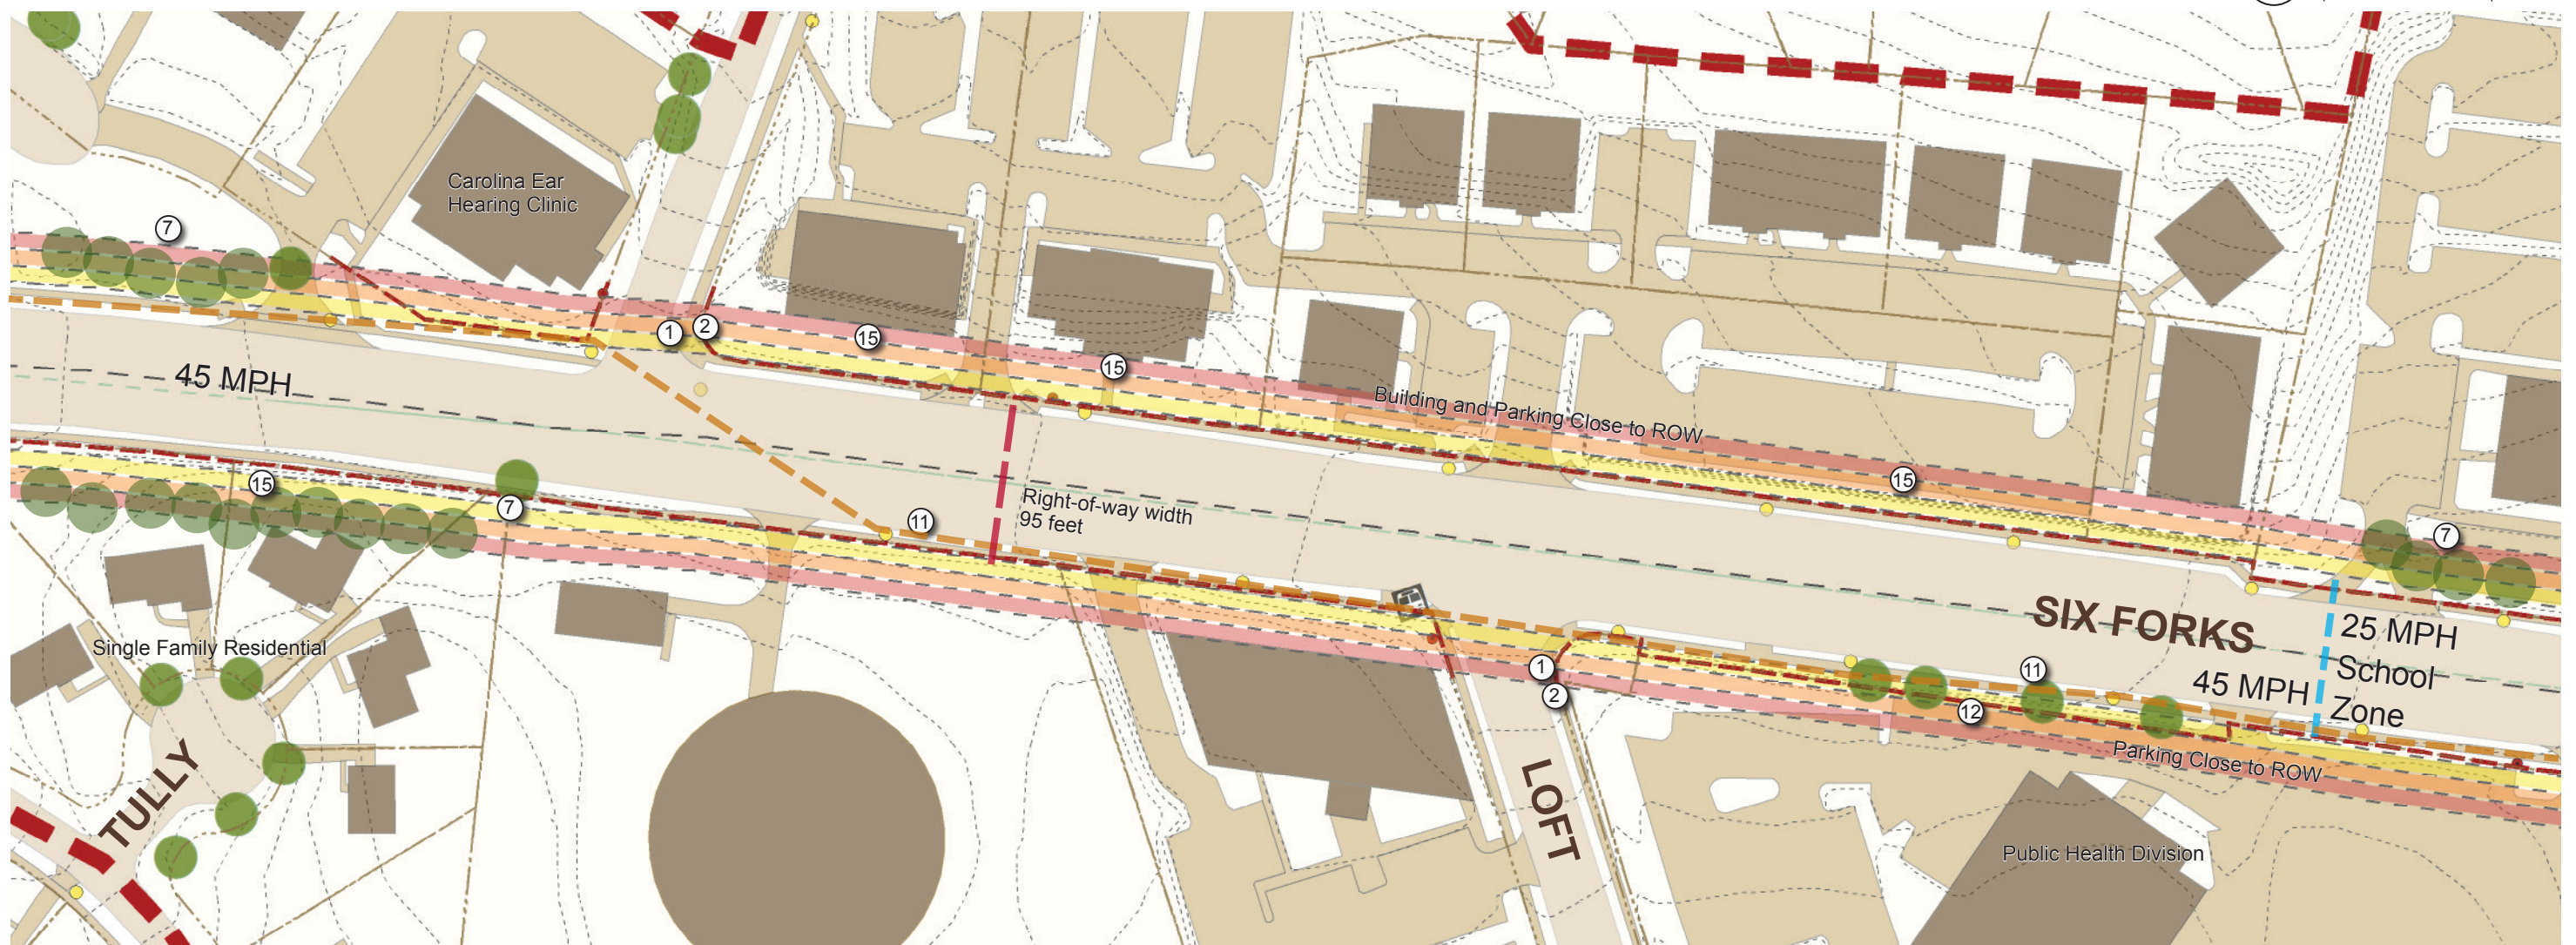 Carolina Ear
Hearing Clinic
7
1
2
15
15
45 MPH
Building and Parking Close to ROW
15
7
15
7
11
Right-of-way width
95 feet
SIX FORKS
25 MPH
School
Zone
45 MPH
Single Family Residential
1
2
11
12
Parking Close to ROW
TULLY
LOFT
Public Health Division